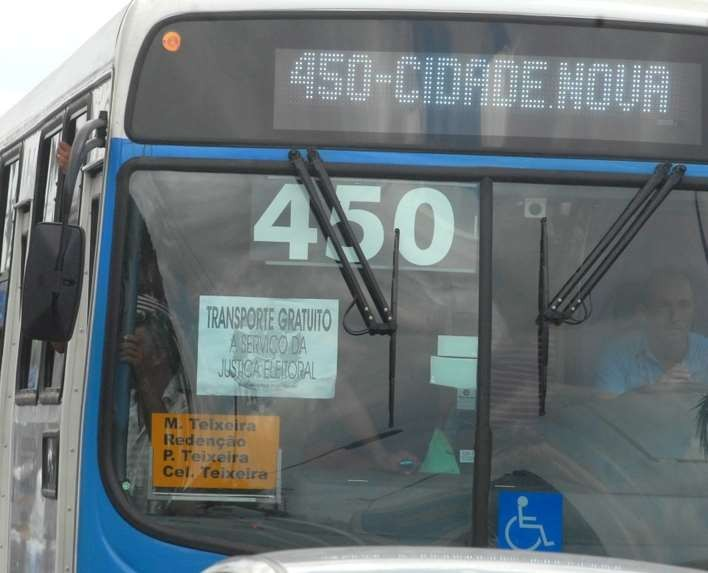 450-CIDADE.NOVA
450
TRANSPORTE GRATUITO
A SERVIÇO DA
JUSTIÇA ELEITORAL
M. Teixeira
Redenção
P. Teixeira
Cel. Teixeira